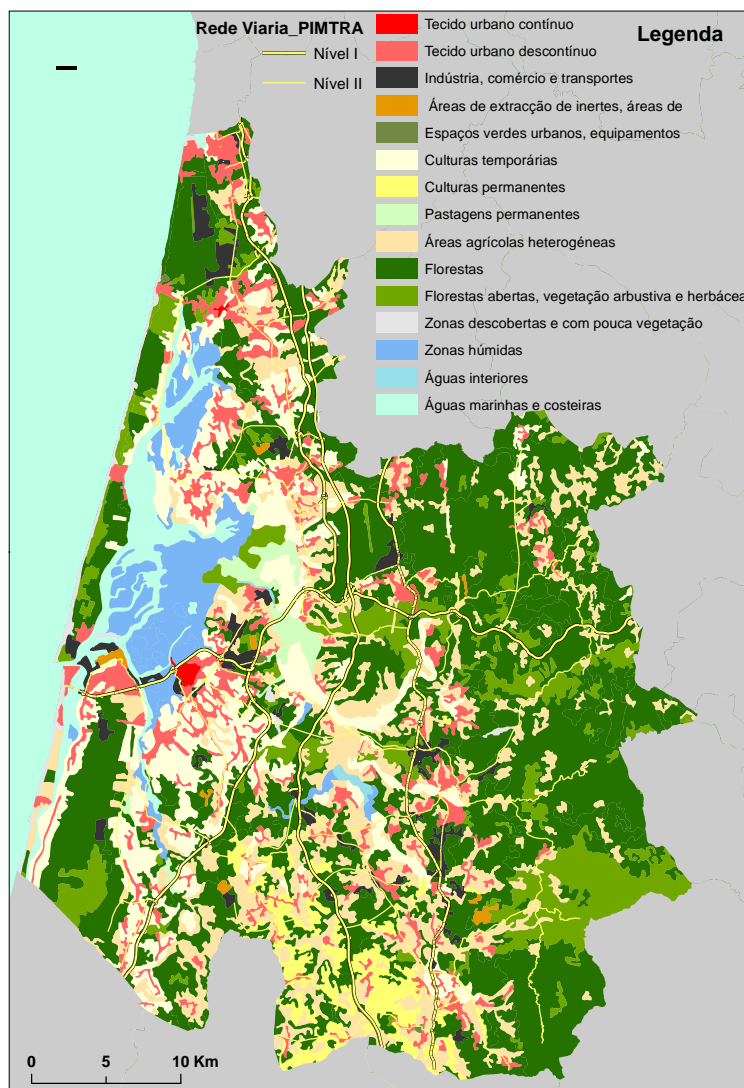 Rede Viaria_PIMTRA
Nível I
Nível II
Legenda
Tecido urbano contínuo
Tecido urbano descontínuo
Indústria, comércio e transportes
Áreas de extracção de inertes, áreas de
Espaços verdes urbanos, equipamentos
Culturas temporárias
Culturas permanentes
Pastagens permanentes
Áreas agrícolas heterogéneas
Florestas
Florestas abertas, vegetação arbustiva e herbácea
Zonas descobertas e com pouca vegetação
Zonas húmidas
Águas interiores
Águas marinhas e costeiras
0 5 10 Km